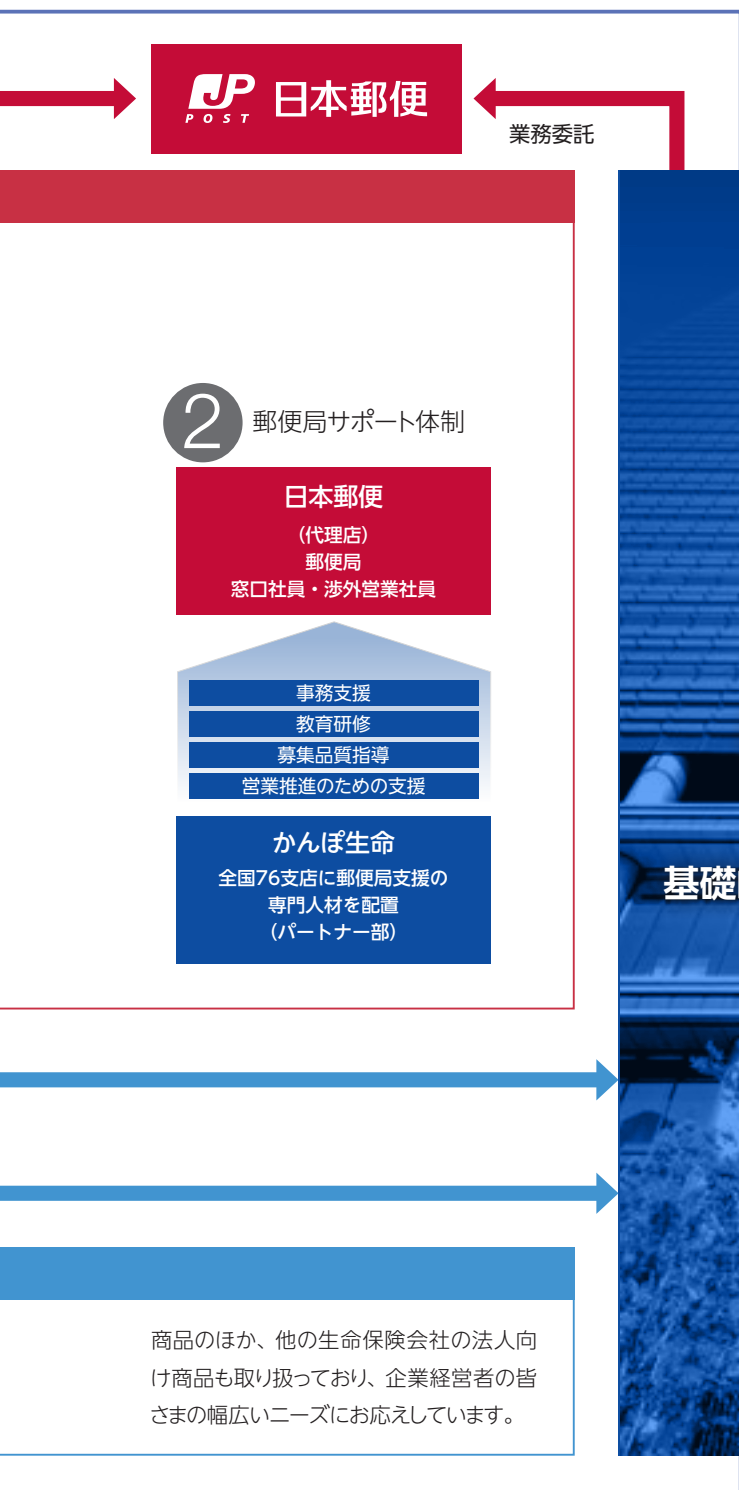 JP
POST
日本郵便
業務委託
2
郵便局サポート体制
日本郵便
（代理店）
郵便局
窓口社員・渉外営業社員
事務支援
教育研修
募集品質指導
営業推進のための支援
かんぽ生命
全国76支店に郵便局支援の
専門人材を配置
（パートナー部）
基礎
商品のほか、他の生命保険会社の法人向
け商品も取り扱っており、企業経営者の皆
さまの幅広いニーズにお応えしています。